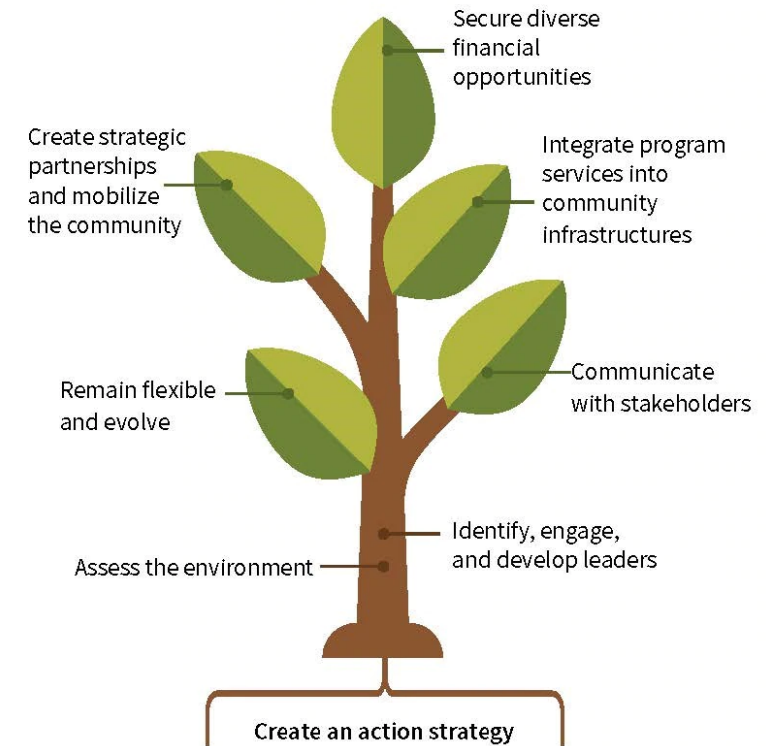 Secure diverse
financial
opportunities
Create strategic
partnerships
and mobilize
the community
Integrate program
services into
community
infrastructures
Remain flexible
and evolve
Communicate
with stakeholders
Identify, engage,
and develop leaders
Assess the environment
Create an action strategy